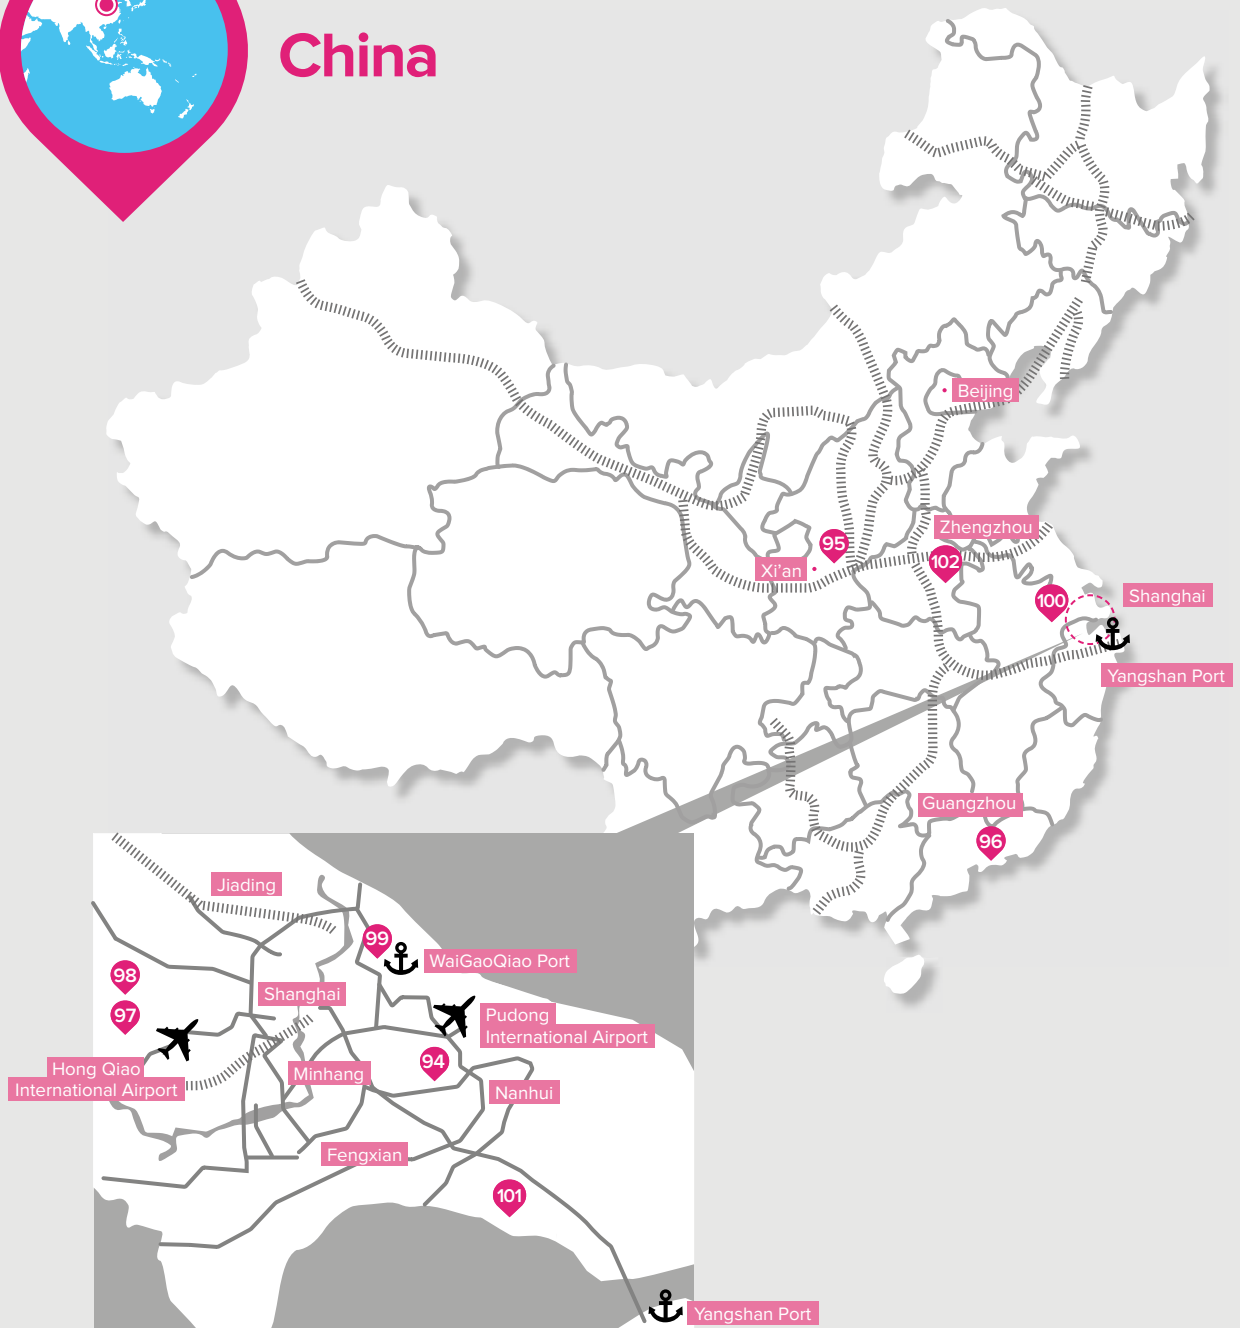 China
Beijing
Zhengzhou
95
Xi'an
102
100
Shanghai
Yangshan Port
Guangzhou
96
Jiading
99
WaiGaoQiao Port
98
Shanghai
97
Pudong
International Airport
Hong Qiao
International Airport
Minhang
94
Nanhui
Fengxian
101
Yangshan Port